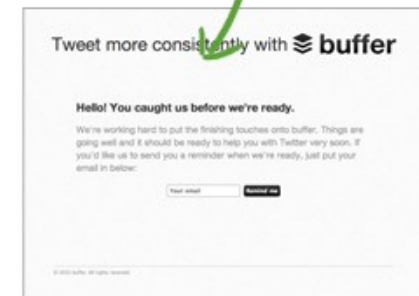 Tweet more consistently with buffer
Hello! You caught us before we're ready.
We're working hard to put the finishing touches onto buffer. Things are
going well and it should be ready to help you with Twitter very soon. If
you'd like us to send you a reminder when we're ready, just put your
email in below:
Your email Remind me